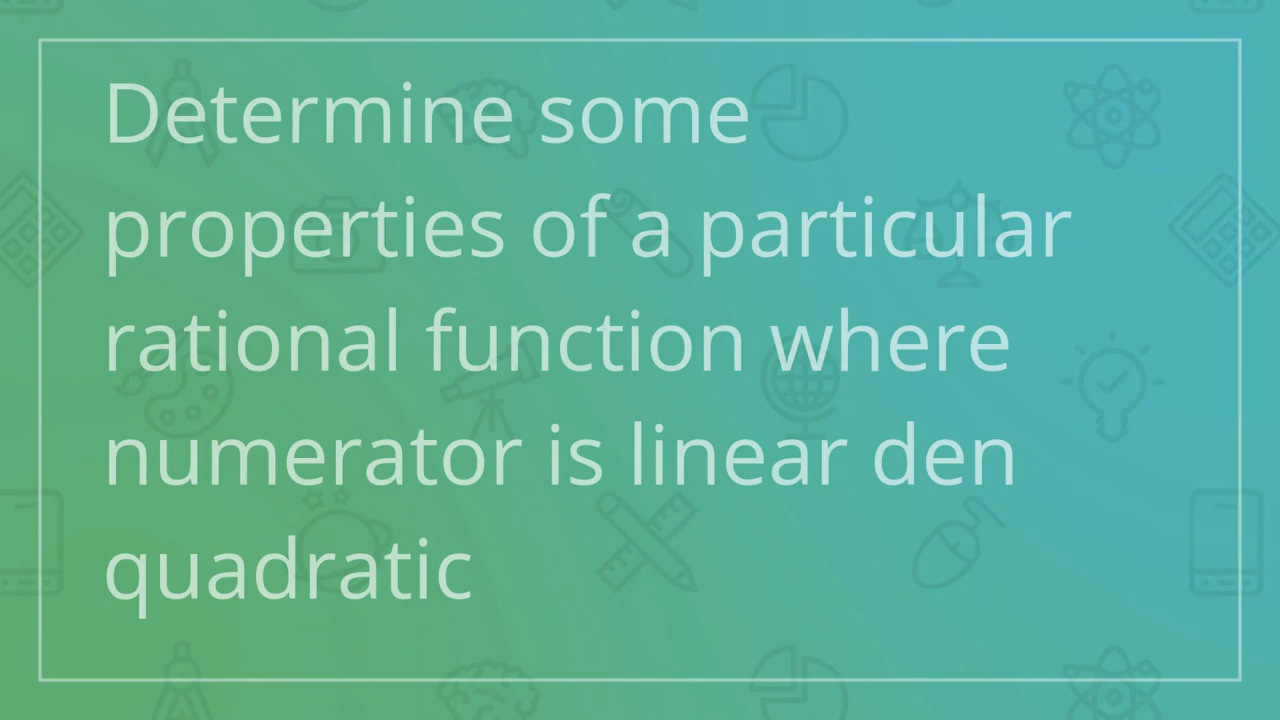 Determine some
properties of a particular
rational function where
numerator is linear den
quadratic